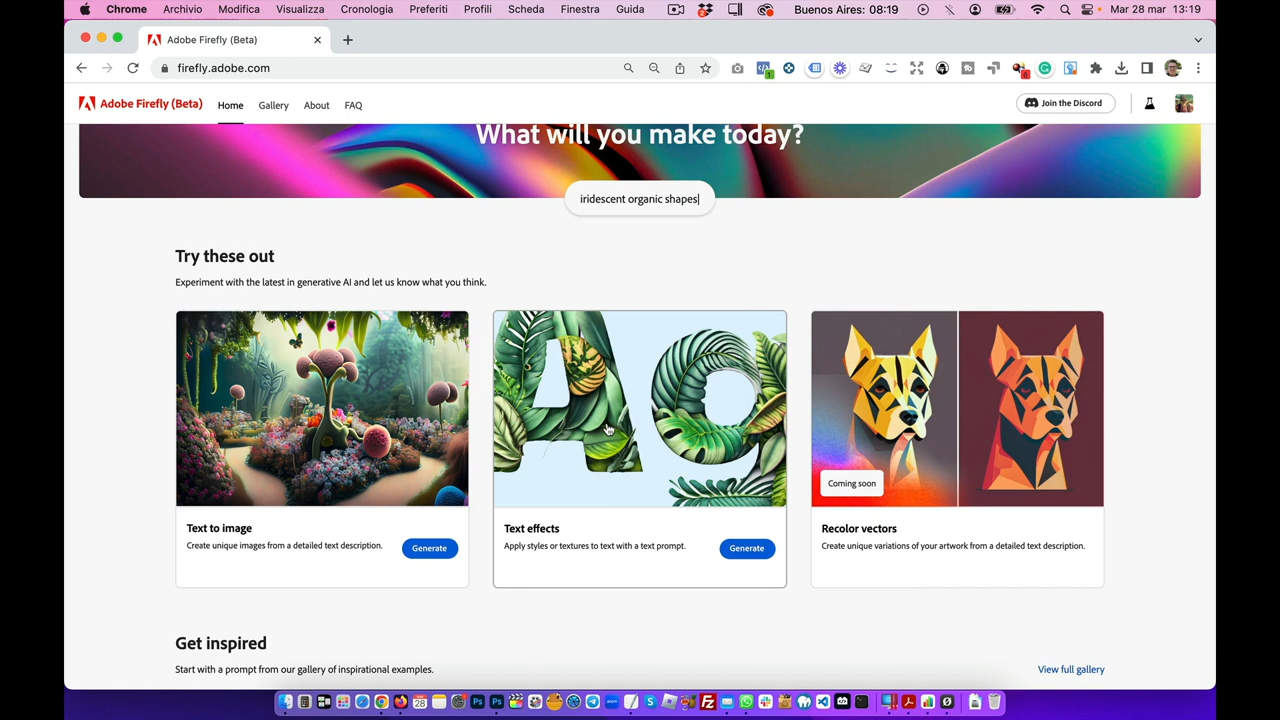 Chrome Archivio Modifica Visualizza Cronologia Preferiti Profili Scheda Finestra Guida Buenos Aires: 08:19 Mar 28 mar 13:19
Adobe Firefly (Beta)
firefly.adobe.com
Adobe Firefly (Beta) Home Gallery About FAQ Join the Discord
What will you make today?
iridescent organic shapes
Try these out
Experiment with the latest in generative AI and let us know what you think.
Ag
Coming soon
Text to image
Create unique images from a detailed text description.
Generate
Text effects
Apply styles or textures to text with a text prompt.
Generate
Recolor vectors
Create unique variations of your artwork from a detailed text description.
Get inspired
Start with a prompt from our gallery of inspirational examples.
View full gallery